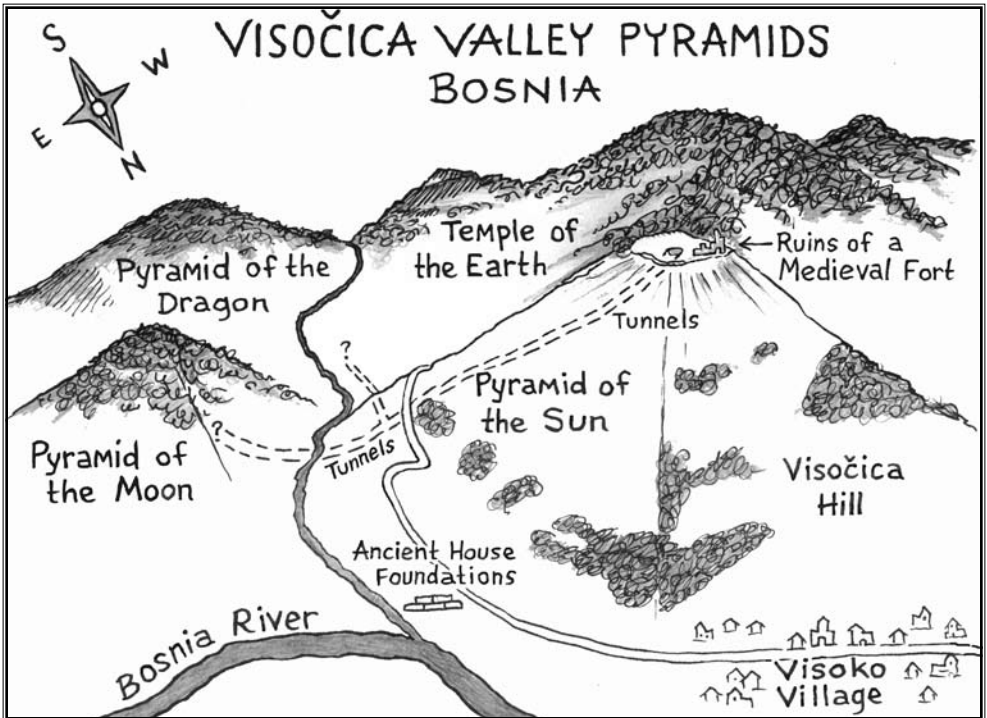 VISOČICA VALLEY PYRAMIDS
BOSNIA
S
W
E
N
Temple of
the Earth
Ruins of a
Medieval Fort
Pyramid of the
Dragon
Tunnels
?
Pyramid of
the Sun
?
Tunnels
Pyramid of
the Moon
Visočica
Hill
Ancient House
Foundations
Bosnia River
Visoko
Village